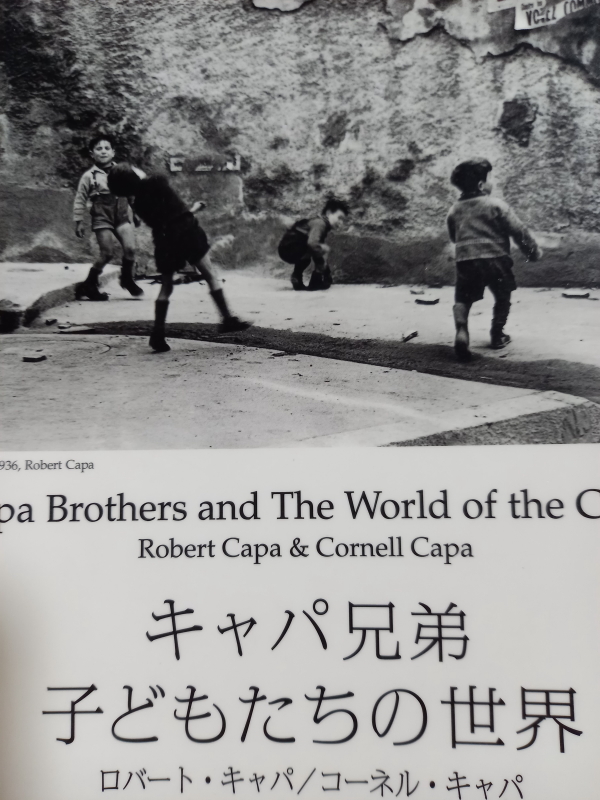 936, Robert Capa
pa Brothers and The World of the C
Robert Capa & Cornell Capa
キャパ兄弟
子どもたちの世界
ロバート・キャパ／コーネル・キャパ